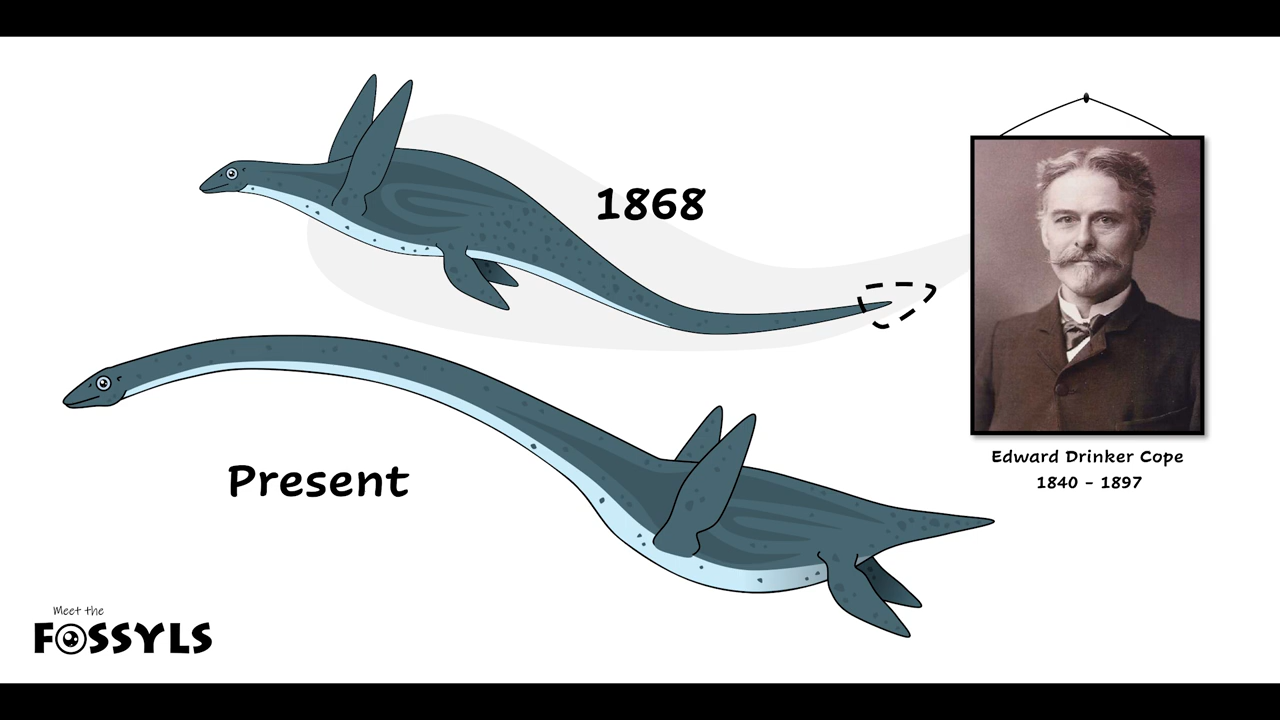 1868
Edward Drinker Cope
1840 - 1897
Present
Meet the
FOSSYLS